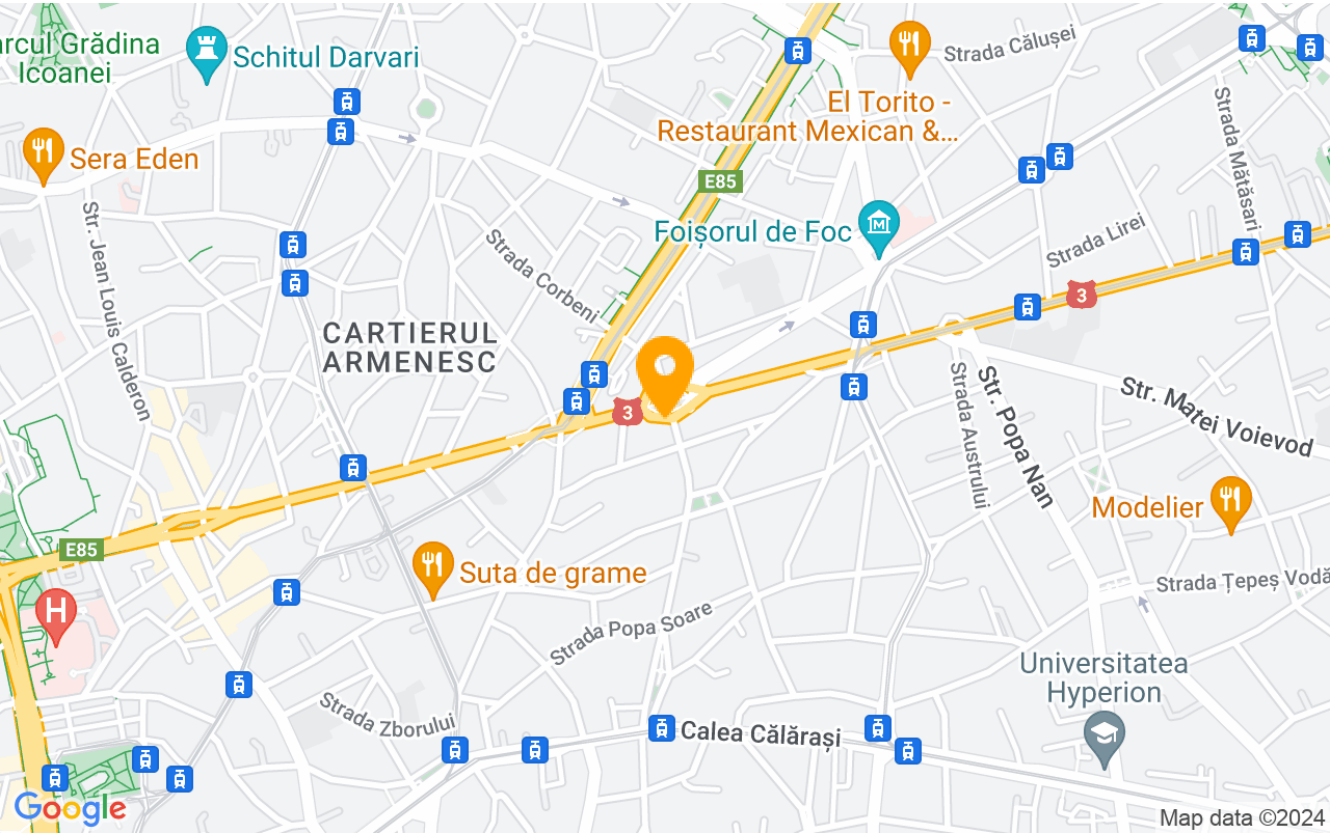 arcul Grădina
Icoanei
Schitul Darvari
Strada Călușei
El Torito -
Restaurant Mexican &...
Sera Eden
E85
Strada Mătăsari
Str. Jean Louis Calderon
Foișorul de Foc
Strada Lirei
Strada Corbeni
3
CARTIERUL
ARMENESC
3
Str. Matei Voievod
Strada Austrului
Str. Popa Nan
Modelier
E85
Suta de grame
Strada Țepeș Vodă
H
Strada Popa Soare
Universitatea
Hyperion
Strada Zborului
Calea Călărași
Google
Map data ©2024